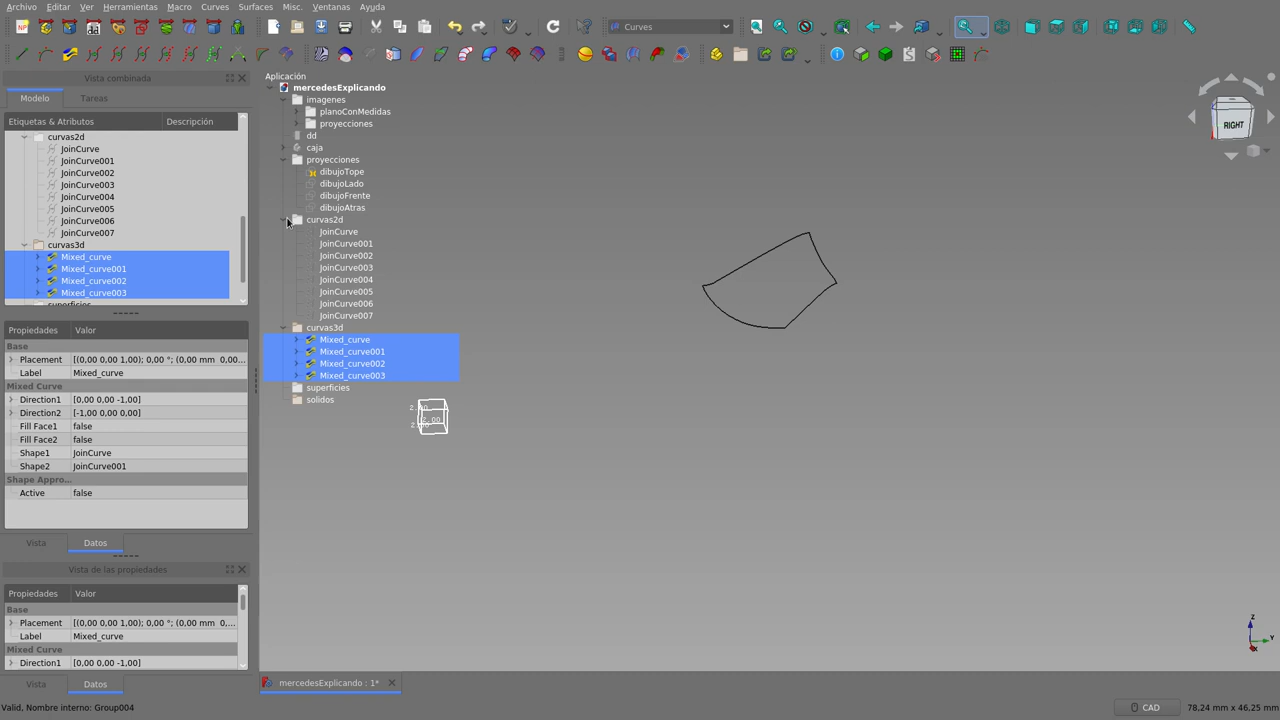 Archivo Editar Ver Herramientas Macro Curves Surfaces Misc. Ventanas Ayuda
Curves
Vista combinada
Modelo Tareas
Etiquetas & Atributos Descripción
curvas2d
JoinCurve
JoinCurve001
JoinCurve002
JoinCurve003
JoinCurve004
JoinCurve005
JoinCurve006
JoinCurve007
curvas3d
Mixed_curve
Mixed_curve001
Mixed_curve002
Mixed_curve003
superficies
Propiedades Valor
Base
Placement [(0,00 0,00 1,00); 0,00 °; (0,00 mm 0,00...
Label Mixed_curve
Mixed Curve
Direction1 [0,00 0,00 -1,00]
Direction2 [-1,00 0,00 0,00]
Fill Face1 false
Fill Face2 false
Shape1 JoinCurve
Shape2 JoinCurve001
Shape Appro...
Active false
Vista Datos
Vista de las propiedades
Propiedades Valor
Base
Placement [(0,00 0,00 1,00); 0,00 °; (0,00 mm 0,...
Label Mixed_curve
Mixed Curve
Direction1 [0,00 0,00 -1,00]
Vista Datos
Aplicación
mercedesExplicando
imagenes
planoConMedidas
proyecciones
dd
caja
proyecciones
dibujoTope
dibujoLado
dibujoFrente
dibujoAtras
curvas2d
JoinCurve
JoinCurve001
JoinCurve002
JoinCurve003
JoinCurve004
JoinCurve005
JoinCurve006
JoinCurve007
curvas3d
Mixed_curve
Mixed_curve001
Mixed_curve002
Mixed_curve003
superficies
solidos
RIGHT
Z
Y
mercedesExplicando : 1*
Valid, Nombre interno: Group004
CAD 78,24 mm x 46,25 mm